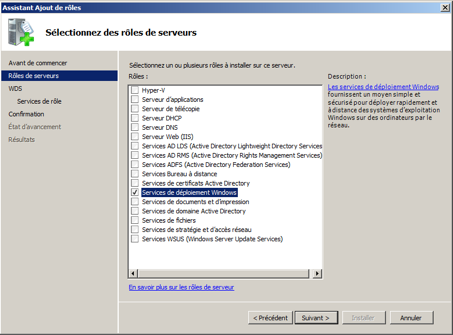 Assistant Ajout de rôles
Sélectionnez des rôles de serveurs
Avant de commencer
Rôles de serveurs
WDS
Services de rôle
Confirmation
État d'avancement
Résultats
Sélectionnez un ou plusieurs rôles à installer sur ce serveur.
Rôles :
Hyper-V
Serveur d'applications
Serveur de télécopie
Serveur DHCP
Serveur DNS
Serveur Web (IIS)
Services AD LDS (Active Directory Lightweight Directory Services
Services AD RMS (Active Directory Rights Management Services)
Services ADFS (Active Directory Federation Services)
Services Bureau à distance
Services de certificats Active Directory
Services de déploiement Windows
Services de documents et d'impression
Services de domaine Active Directory
Services de fichiers
Services de stratégie et d'accès réseau
Services WSUS (Windows Server Update Services)
En savoir plus sur les rôles de serveur
Description :
Les services de déploiement Windows
fournissent un moyen simple et
sécurisé pour déployer rapidement et
à distance des systèmes d'exploitation
Windows sur des ordinateurs par le
réseau.
< Précédent
Suivant >
Installer
Annuler